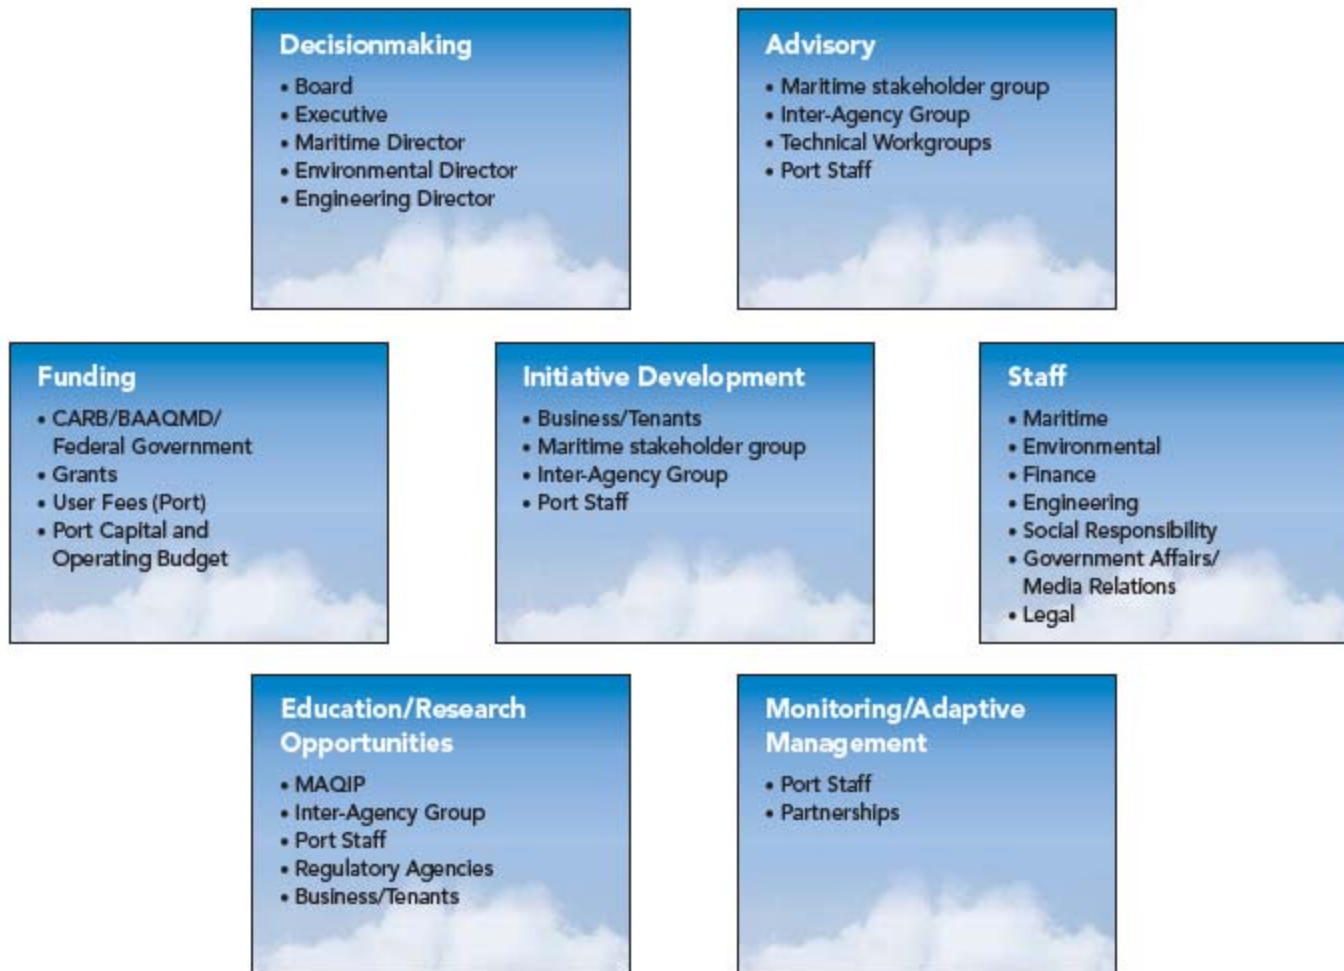 Decisionmaking
• Board
• Executive
• Maritime Director
• Environmental Director
• Engineering Director
Advisory
• Maritime stakeholder group
• Inter-Agency Group
• Technical Workgroups
• Port Staff
Funding
• CARB/BAAQMD/
Federal Government
• Grants
• User Fees (Port)
• Port Capital and
Operating Budget
Initiative Development
• Business/Tenants
• Maritime stakeholder group
• Inter-Agency Group
• Port Staff
Staff
• Maritime
• Environmental
• Finance
• Engineering
• Social Responsibility
• Government Affairs/
Media Relations
• Legal
Education/Research
Opportunities
• MAQIP
• Inter-Agency Group
• Port Staff
• Regulatory Agencies
• Business/Tenants
Monitoring/Adaptive
Management
• Port Staff
• Partnerships